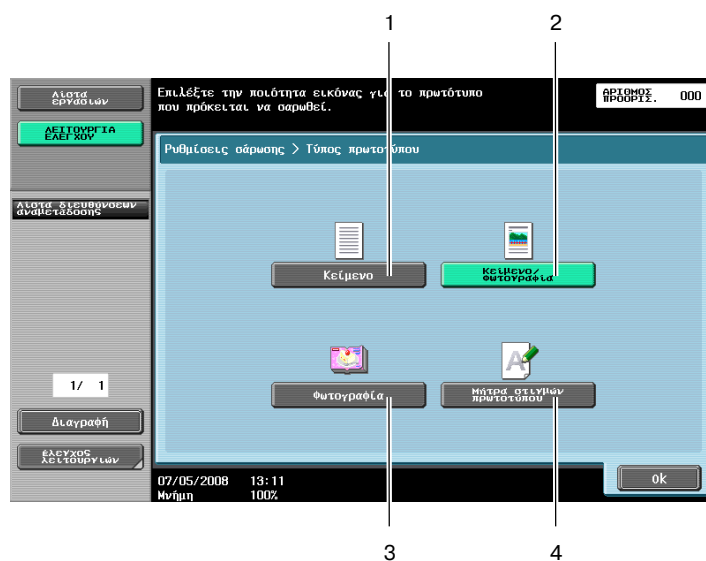 1
2
Λίστα
εργασιών
Επιλέξτε την ποιότητα εικόνας για το πρωτότυπο
που πρόκειται να σαρωθεί.
ΑΡΙΘΜΟΣ
ΠΡΟΟΡΙΣ.
000
ΛΕΙΤΟΥΡΓΙΑ
ΕΛΕΓΧΟΥ
Ρυθμίσεις σάρωσης > Τύπος πρωτοτύπου
Λίστα διευθύνσεων
αναμετάδοσης
Κείμενο
Κείμενο/
Φωτογραφία
Φωτογραφία
Μήτρα στιγμών
πρωτοτύπου
1/ 1
Διαγραφή
έλεγχος
λειτουργιών
07/05/2008 13:11
Μνήμη 100%
Ok
3
4